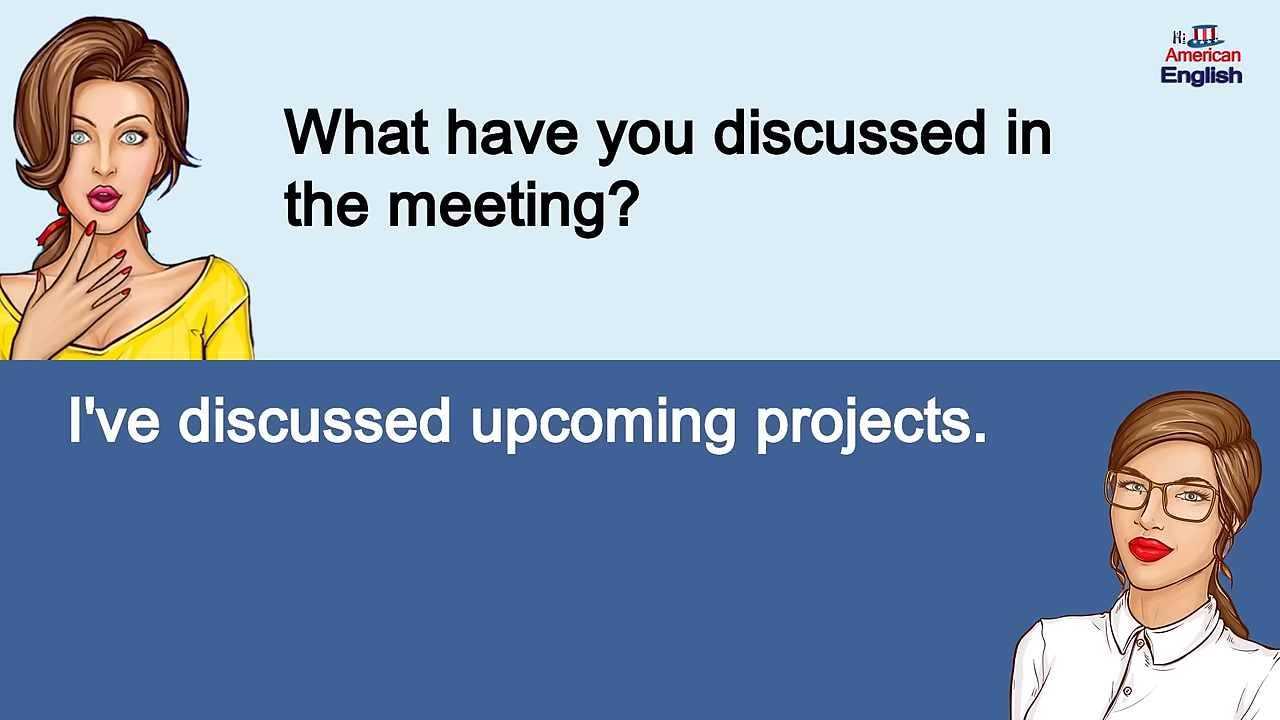 Hi
American
English
What have you discussed in
the meeting?
I've discussed upcoming projects.